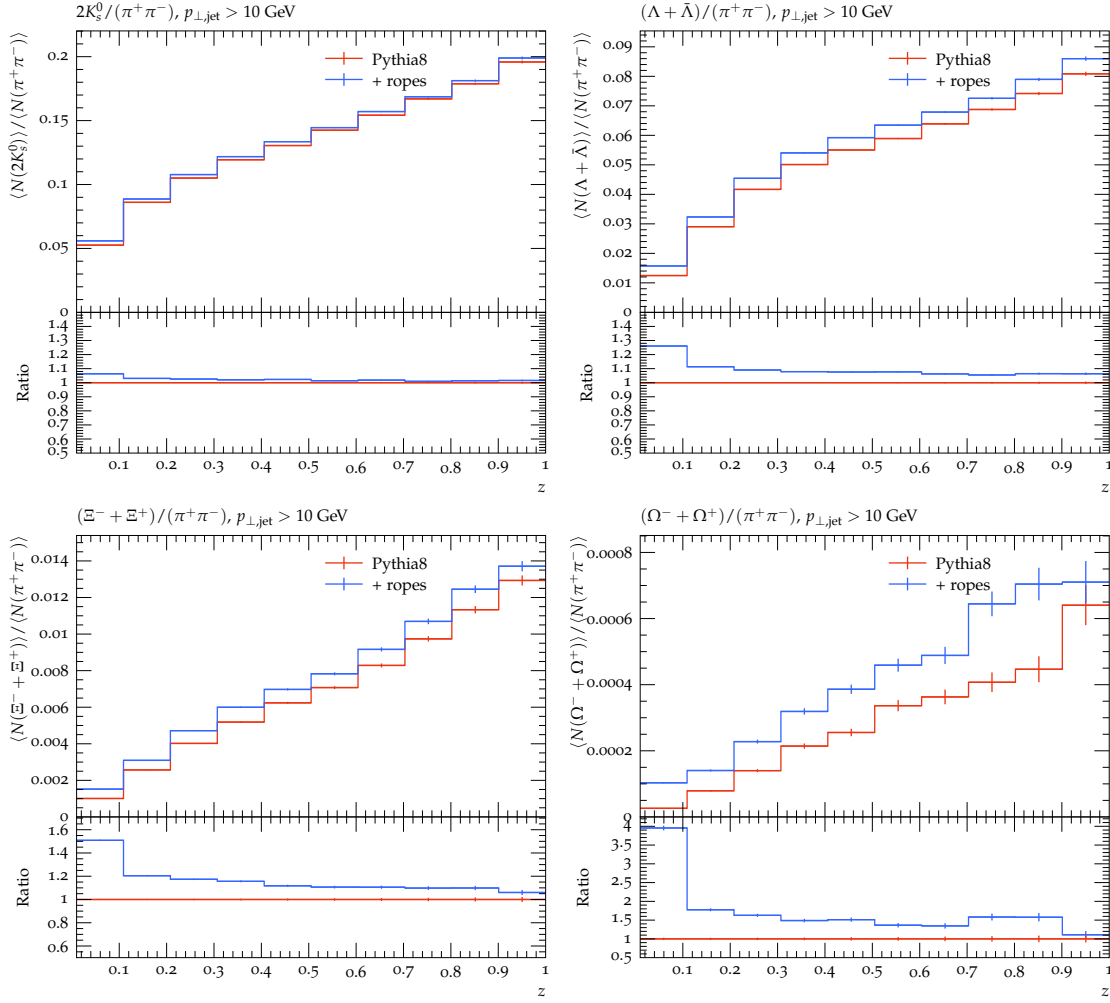 2K_s^0/(π⁺π⁻), p_⊥,jet > 10 GeV
⟨N(2K_s^0)⟩/⟨N(π⁺π⁻)⟩
Pythia8
+ ropes
0.2
0.15
0.1
0.05
0
Ratio
1.4
1.3
1.2
1.1
1
0.9
0.8
0.7
0.6
0.5
0.1 0.2 0.3 0.4 0.5 0.6 0.7 0.8 0.9 1
z
(Λ + Λ̄)/(π⁺π⁻), p_⊥,jet > 10 GeV
⟨N(Λ + Λ̄)⟩/⟨N(π⁺π⁻)⟩
Pythia8
+ ropes
0.09
0.08
0.07
0.06
0.05
0.04
0.03
0.02
0.01
0
Ratio
1.4
1.3
1.2
1.1
1
0.9
0.8
0.7
0.6
0.5
0.1 0.2 0.3 0.4 0.5 0.6 0.7 0.8 0.9 1
z
(Ξ⁻ + Ξ⁺)/(π⁺π⁻), p_⊥,jet > 10 GeV
⟨N(Ξ⁻ + Ξ⁺)⟩/⟨N(π⁺π⁻)⟩
Pythia8
+ ropes
0.014
0.012
0.01
0.008
0.006
0.004
0.002
0
Ratio
1.6
1.4
1.2
1
0.8
0.6
0.1 0.2 0.3 0.4 0.5 0.6 0.7 0.8 0.9 1
z
(Ω⁻ + Ω⁺)/(π⁺π⁻), p_⊥,jet > 10 GeV
⟨N(Ω⁻ + Ω⁺)⟩/⟨N(π⁺π⁻)⟩
Pythia8
+ ropes
0.0008
0.0006
0.0004
0.0002
0
Ratio
4
3.5
3
2.5
2
1.5
1
0.5
0.1 0.2 0.3 0.4 0.5 0.6 0.7 0.8 0.9 1
z